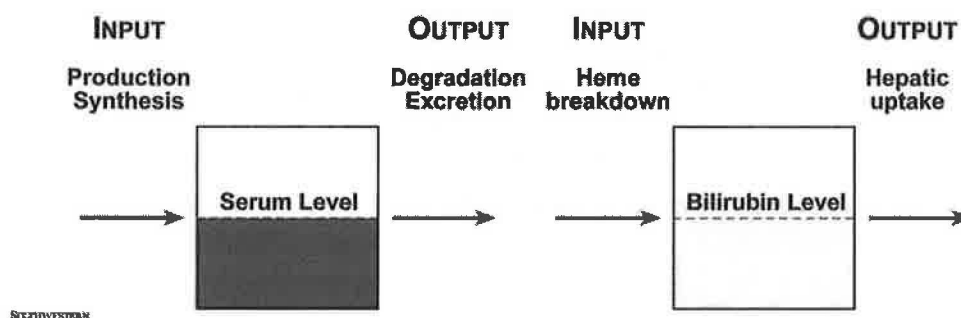 INPUT
Production
Synthesis
OUTPUT
Degradation
Excretion
Serum Level
INPUT
Heme
breakdown
OUTPUT
Hepatic
uptake
Bilirubin Level